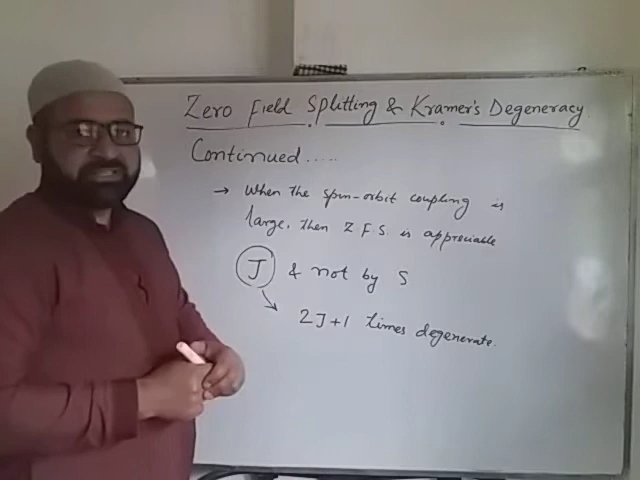 Zero Field Splitting & Kramer's Degeneracy
Continued.....
→ When the spin-orbit coupling is
large, then Z F S. is appreciable
J & not by S
2J+1 times degenerate.